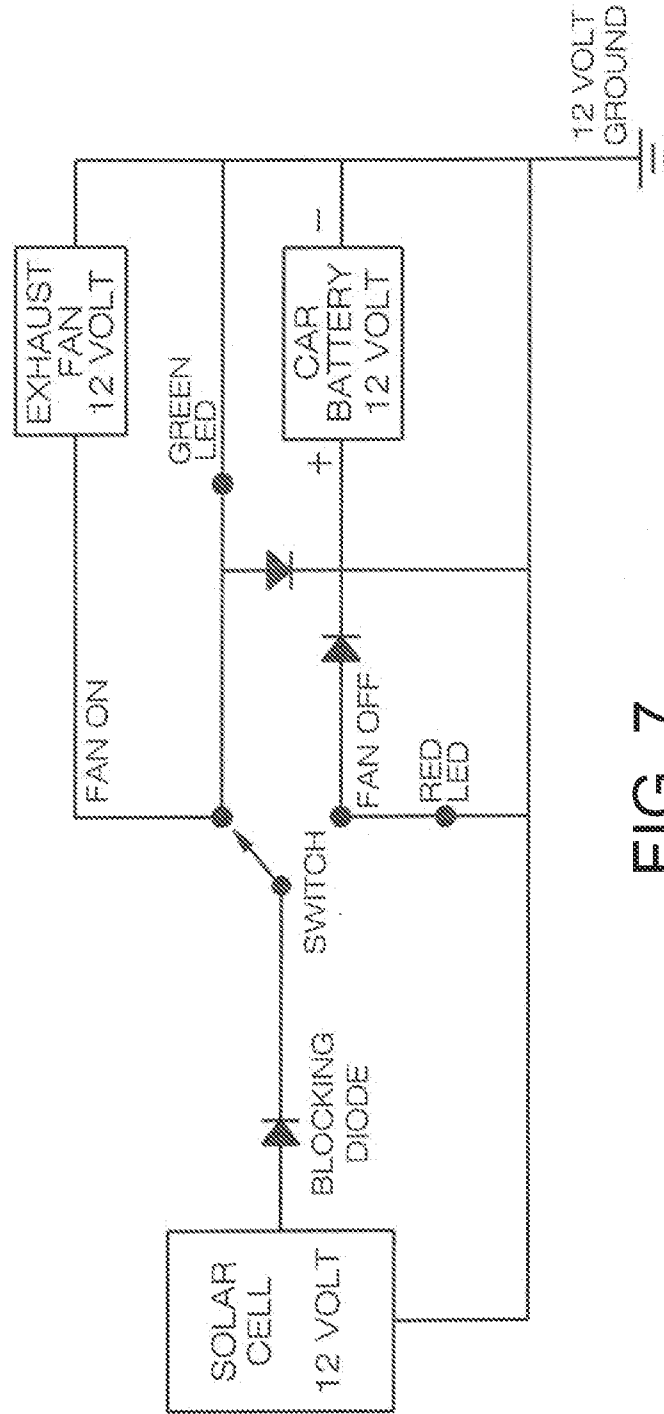 SOLAR
CELL
12 VOLT
BLOCKING
DIODE
SWITCH
FAN ON
FAN OFF
RED
LED
GREEN
LED
EXHAUST
FAN
12 VOLT
+
CAR
BATTERY
12 VOLT
−
12 VOLT
GROUND
FIG. 7